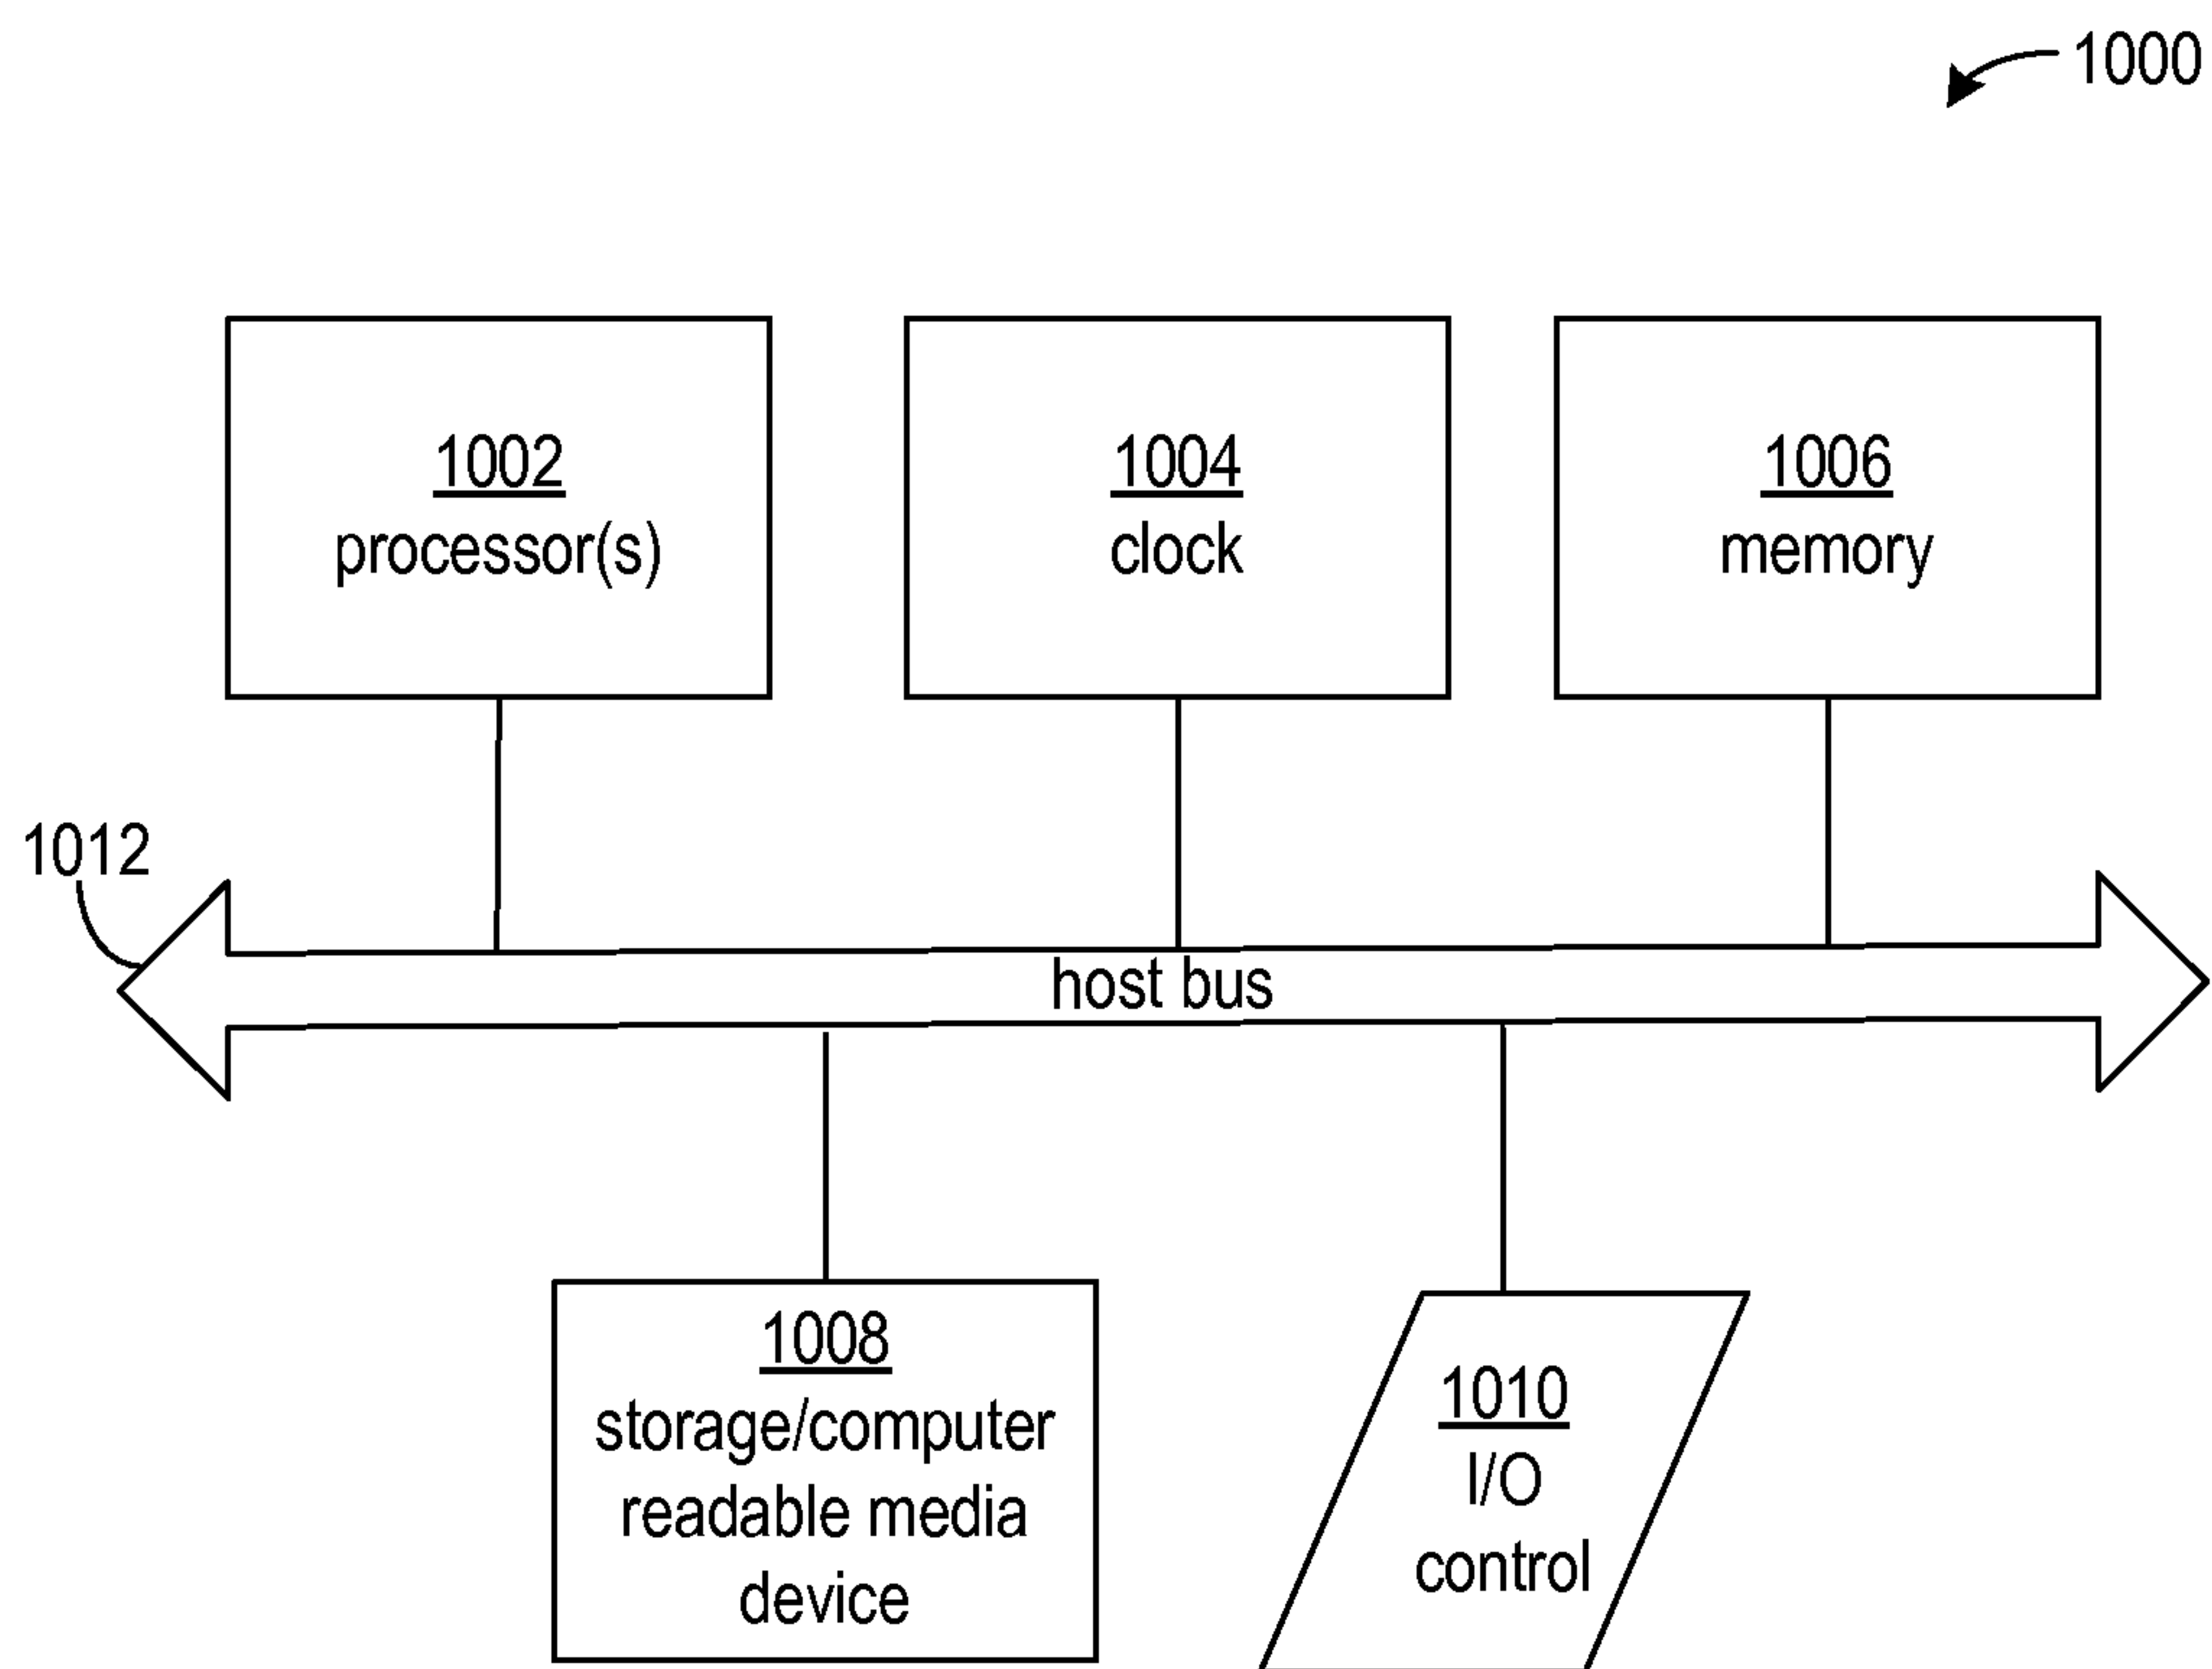 1000
1002
processor(s)
1004
clock
1006
memory
1012
host bus
1008
storage/computer
readable media
device
1010
I/O
control